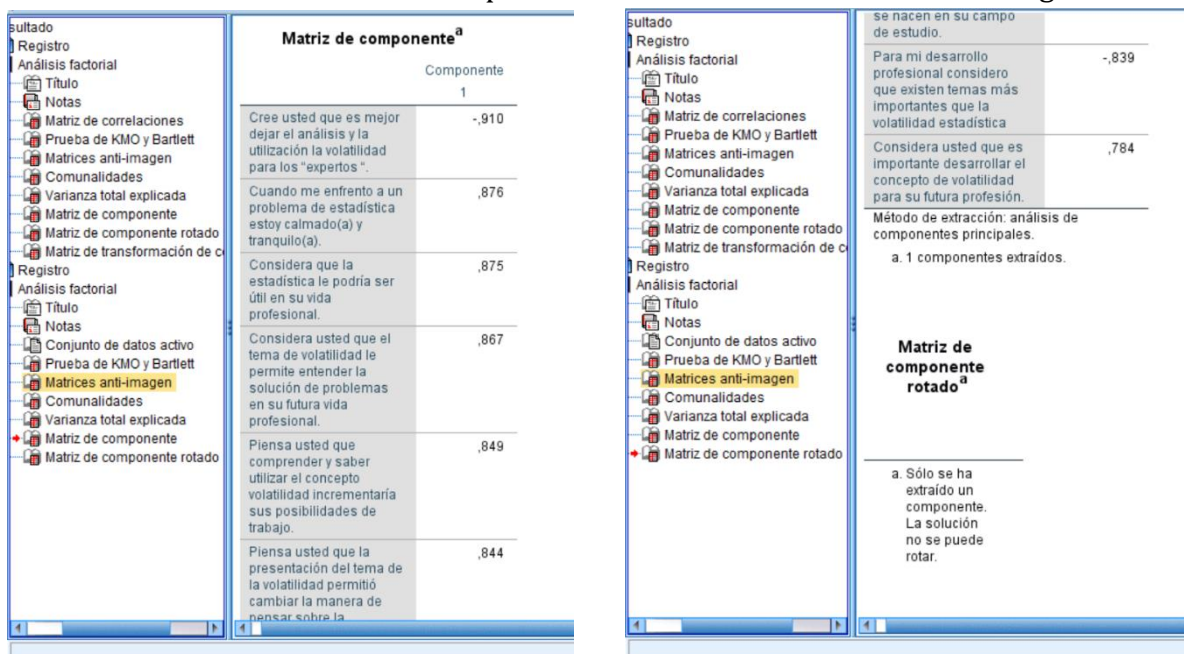 sultado
Registro
Análisis factorial
Título
Notas
Matriz de correlaciones
Prueba de KMO y Bartlett
Matrices anti-imagen
Comunalidades
Varianza total explicada
Matriz de componente
Matriz de componente rotado
Matriz de transformación de c
Registro
Análisis factorial
Título
Notas
Conjunto de datos activo
Prueba de KMO y Bartlett
Matrices anti-imagen
Comunalidades
Varianza total explicada
Matriz de componente
Matriz de componente rotado
Matriz de componente^a
Componente
1
Cree usted que es mejor -,910
dejar el análisis y la
utilización la volatilidad
para los "expertos ".
Cuando me enfrento a un ,876
problema de estadística
estoy calmado(a) y
tranquilo(a).
Considera que la ,875
estadística le podría ser
útil en su vida
profesional.
Considera usted que el ,867
tema de volatilidad le
permite entender la
solución de problemas
en su futura vida
profesional.
Piensa usted que ,849
comprender y saber
utilizar el concepto
volatilidad incrementaría
sus posibilidades de
trabajo.
Piensa usted que la ,844
presentación del tema de
la volatilidad permitió
cambiar la manera de
pensar sobre la
sultado
Registro
Análisis factorial
Título
Notas
Matriz de correlaciones
Prueba de KMO y Bartlett
Matrices anti-imagen
Comunalidades
Varianza total explicada
Matriz de componente
Matriz de componente rotado
Matriz de transformación de c
Registro
Análisis factorial
Título
Notas
Conjunto de datos activo
Prueba de KMO y Bartlett
Matrices anti-imagen
Comunalidades
Varianza total explicada
Matriz de componente
Matriz de componente rotado
se nacen en su campo
de estudio.
Para mi desarrollo -,839
profesional considero
que existen temas más
importantes que la
volatilidad estadística
Considera usted que es ,784
importante desarrollar el
concepto de volatilidad
para su futura profesión.
Método de extracción: análisis de
componentes principales.
a. 1 componentes extraídos.
Matriz de
componente
rotado^a
a. Sólo se ha
extraído un
componente.
La solución
no se puede
rotar.